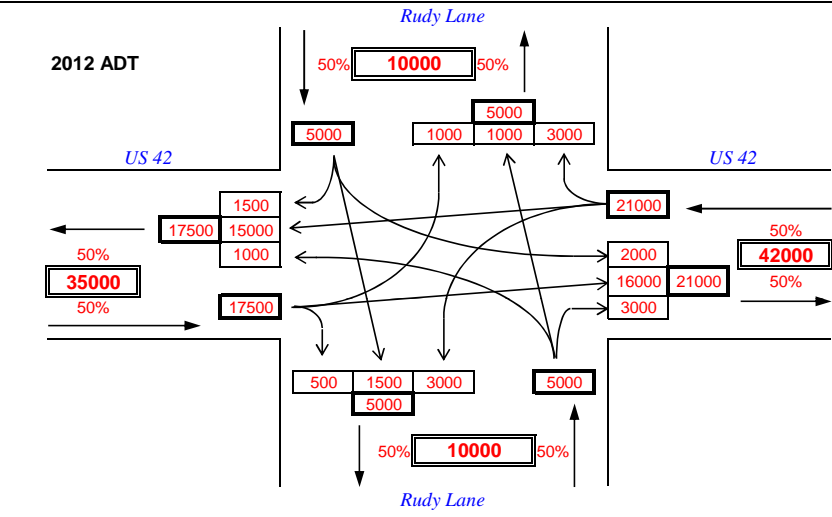 Rudy Lane
2012 ADT
50% 10000 50%
5000
5000 1000 1000 3000
US 42 US 42
1500 21000
17500 15000 50%
50% 1000 2000 42000
35000 16000 21000 50%
50% 17500 3000
500 1500 3000 5000
5000
50% 10000 50%
Rudy Lane